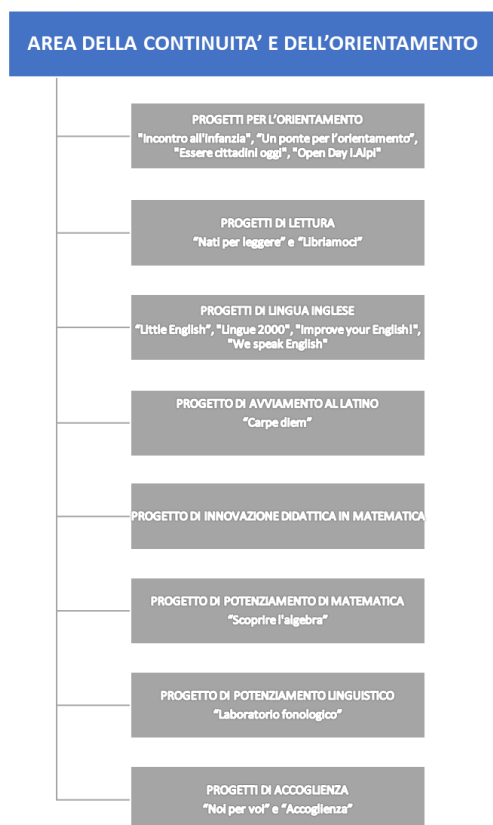 AREA DELLA CONTINUITA’ E DELL’ORIENTAMENTO
PROGETTI PER L’ORIENTAMENTO
"Incontro all'infanzia", “Un ponte per l’orientamento”,
"Essere cittadini oggi", "Open Day I.Alpi"
PROGETTI DI LETTURA
“Nati per leggere” e “Libriamoci”
PROGETTI DI LINGUA INGLESE
“Little English”, "Lingue 2000", "Improve your English!",
"We speak English"
PROGETTO DI AVVIAMENTO AL LATINO
“Carpe diem”
PROGETTO DI INNOVAZIONE DIDATTICA IN MATEMATICA
PROGETTO DI POTENZIAMENTO DI MATEMATICA
“Scoprire l'algebra”
PROGETTO DI POTENZIAMENTO LINGUISTICO
“Laboratorio fonologico”
PROGETTI DI ACCOGLIENZA
“Noi per voi” e “Accoglienza”